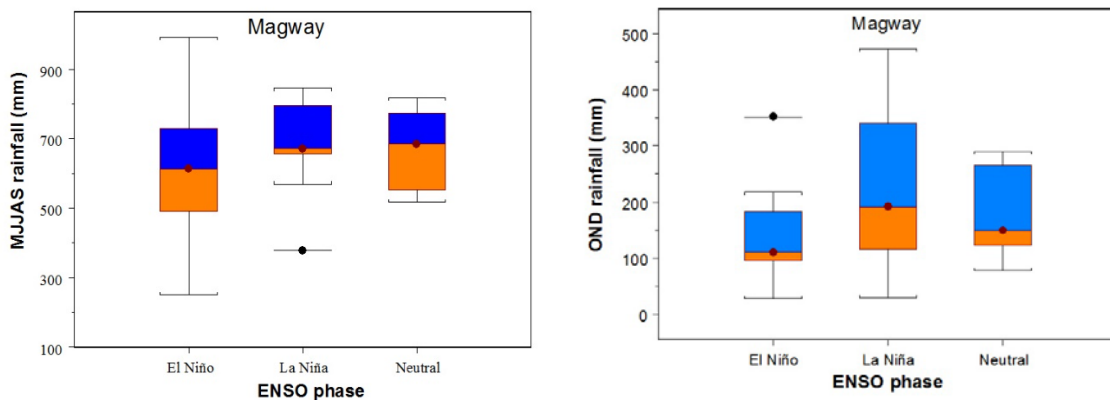 Magway
MJJAS rainfall (mm)
900
700
500
300
100
El Niño
La Niña
Neutral
ENSO phase
Magway
OND rainfall (mm)
500
400
300
200
100
0
El Niño
La Niña
Neutral
ENSO phase